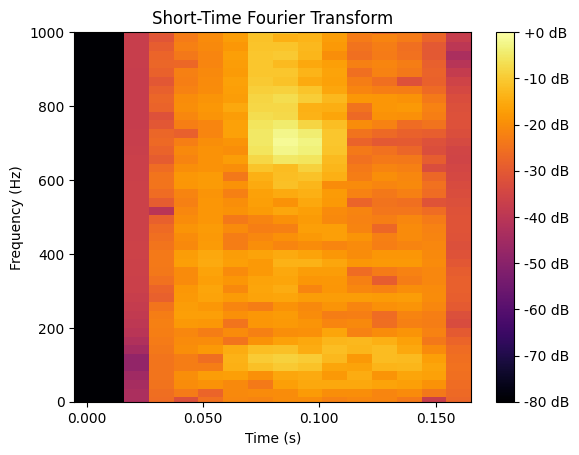 Short-Time Fourier Transform
1000
800
600
400
200
0
Frequency (Hz)
0.000
0.050
0.100
0.150
Time (s)
+0 dB
-10 dB
-20 dB
-30 dB
-40 dB
-50 dB
-60 dB
-70 dB
-80 dB